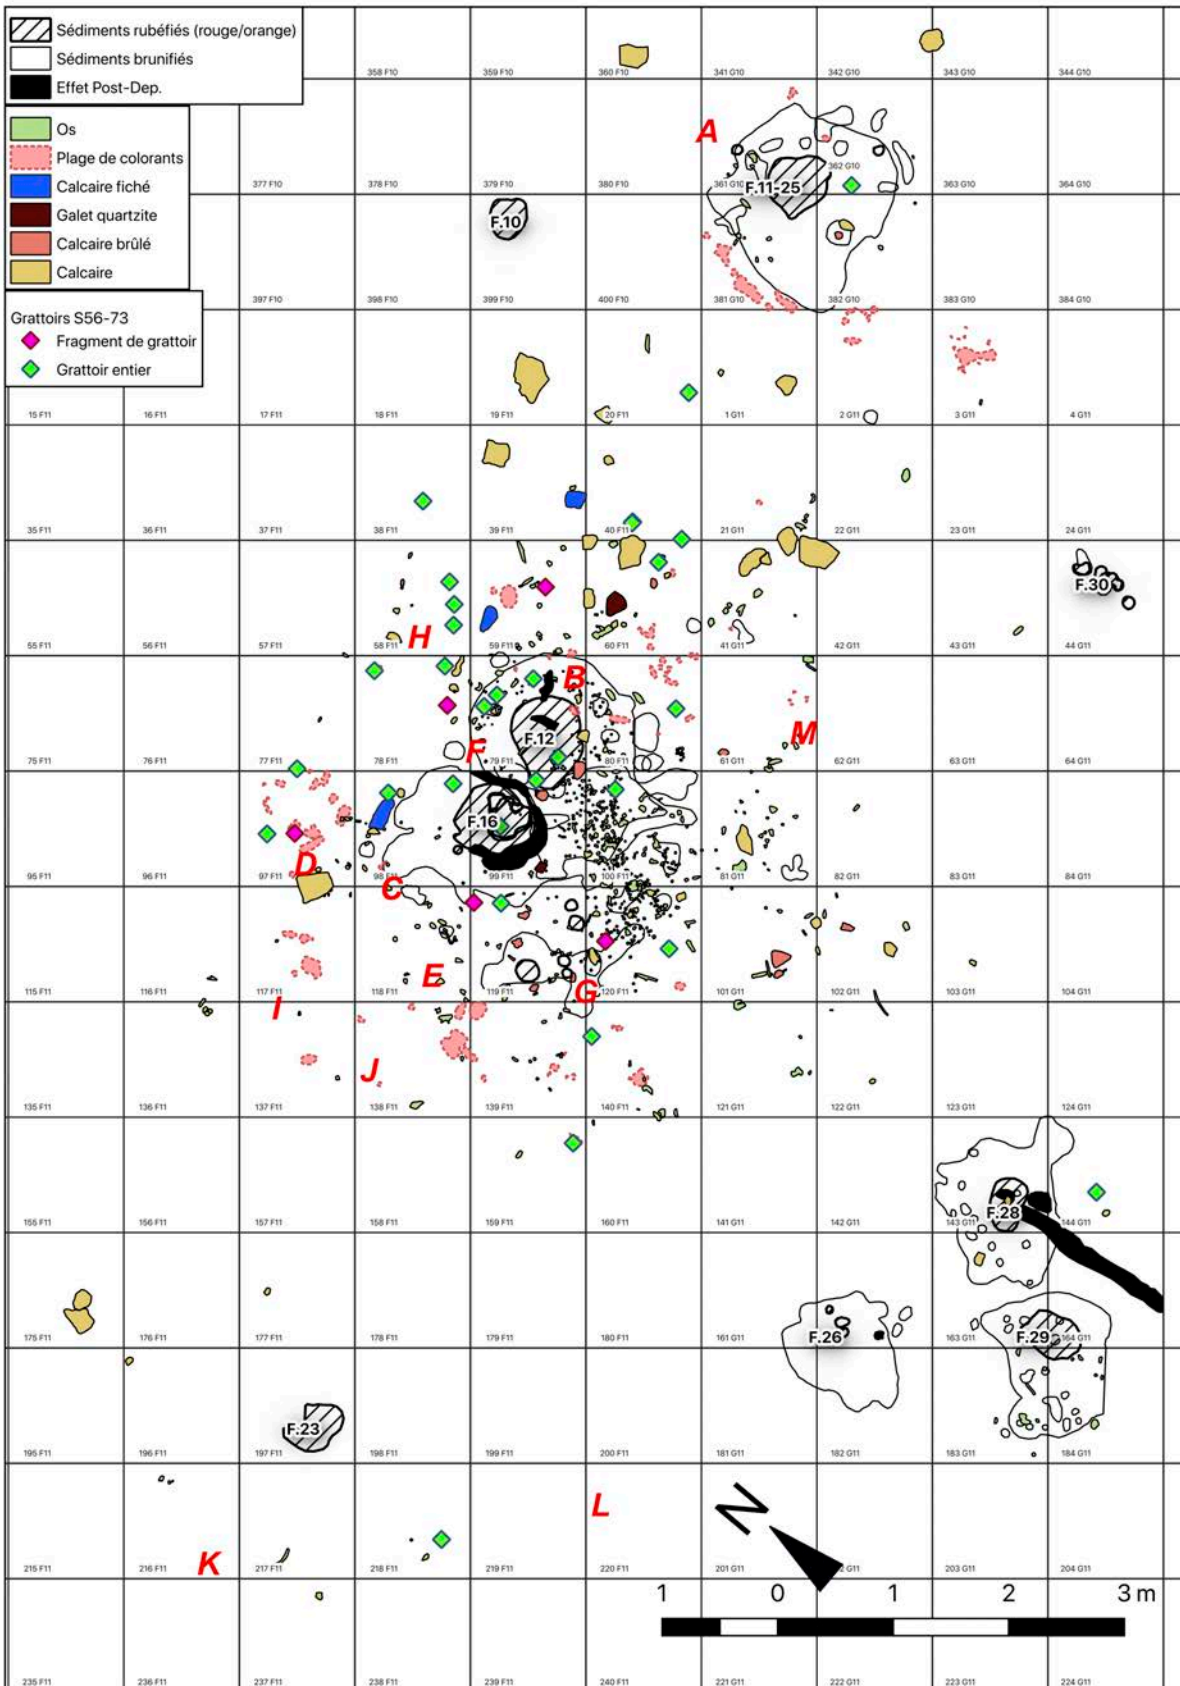 Sédiments rubéfiés (rouge/orange)
Sédiments brunifiés
Effet Post-Dep.
Os
Plage de colorants
Calcaire fiché
Galet quartzite
Calcaire brûlé
Calcaire
Grattoirs S56-73
Fragment de grattoir
Grattoir entier
358 F10 359 F10 360 F10 341 G10 342 G10 343 G10 344 G10
A
377 F10 378 F10 379 F10 380 F10 361 G10 362 G10 363 G10 364 G10
F.11-25
F.10
397 F10 398 F10 399 F10 400 F10 381 G10 382 G10 383 G10 384 G10
15 F11 16 F11 17 F11 18 F11 19 F11 20 F11 1 G11 2 G11 3 G11 4 G11
35 F11 36 F11 37 F11 38 F11 39 F11 40 F11 21 G11 22 G11 23 G11 24 G11
F.30
H
55 F11 56 F11 57 F11 58 F11 59 F11 60 F11 41 G11 42 G11 43 G11 44 G11
B
F.12
M
F
75 F11 76 F11 77 F11 78 F11 79 F11 80 F11 61 G11 62 G11 63 G11 64 G11
F.16
D
C
95 F11 96 F11 97 F11 98 F11 99 F11 100 F11 81 G11 82 G11 83 G11 84 G11
E
G
115 F11 116 F11 117 F11 118 F11 119 F11 120 F11 101 G11 102 G11 103 G11 104 G11
I
J
135 F11 136 F11 137 F11 138 F11 139 F11 140 F11 121 G11 122 G11 123 G11 124 G11
F.28
155 F11 156 F11 157 F11 158 F11 159 F11 160 F11 141 G11 142 G11 143 G11 144 G11
F.26
F.29
175 F11 176 F11 177 F11 178 F11 179 F11 180 F11 161 G11 163 G11 164 G11
F.23
195 F11 196 F11 197 F11 198 F11 199 F11 200 F11 181 G11 182 G11 183 G11 184 G11
L
N
K
215 F11 216 F11 217 F11 218 F11 219 F11 220 F11 201 G11 203 G11 204 G11
1 0 1 2 3 m
235 F11 236 F11 237 F11 238 F11 239 F11 240 F11 221 G11 222 G11 223 G11 224 G11